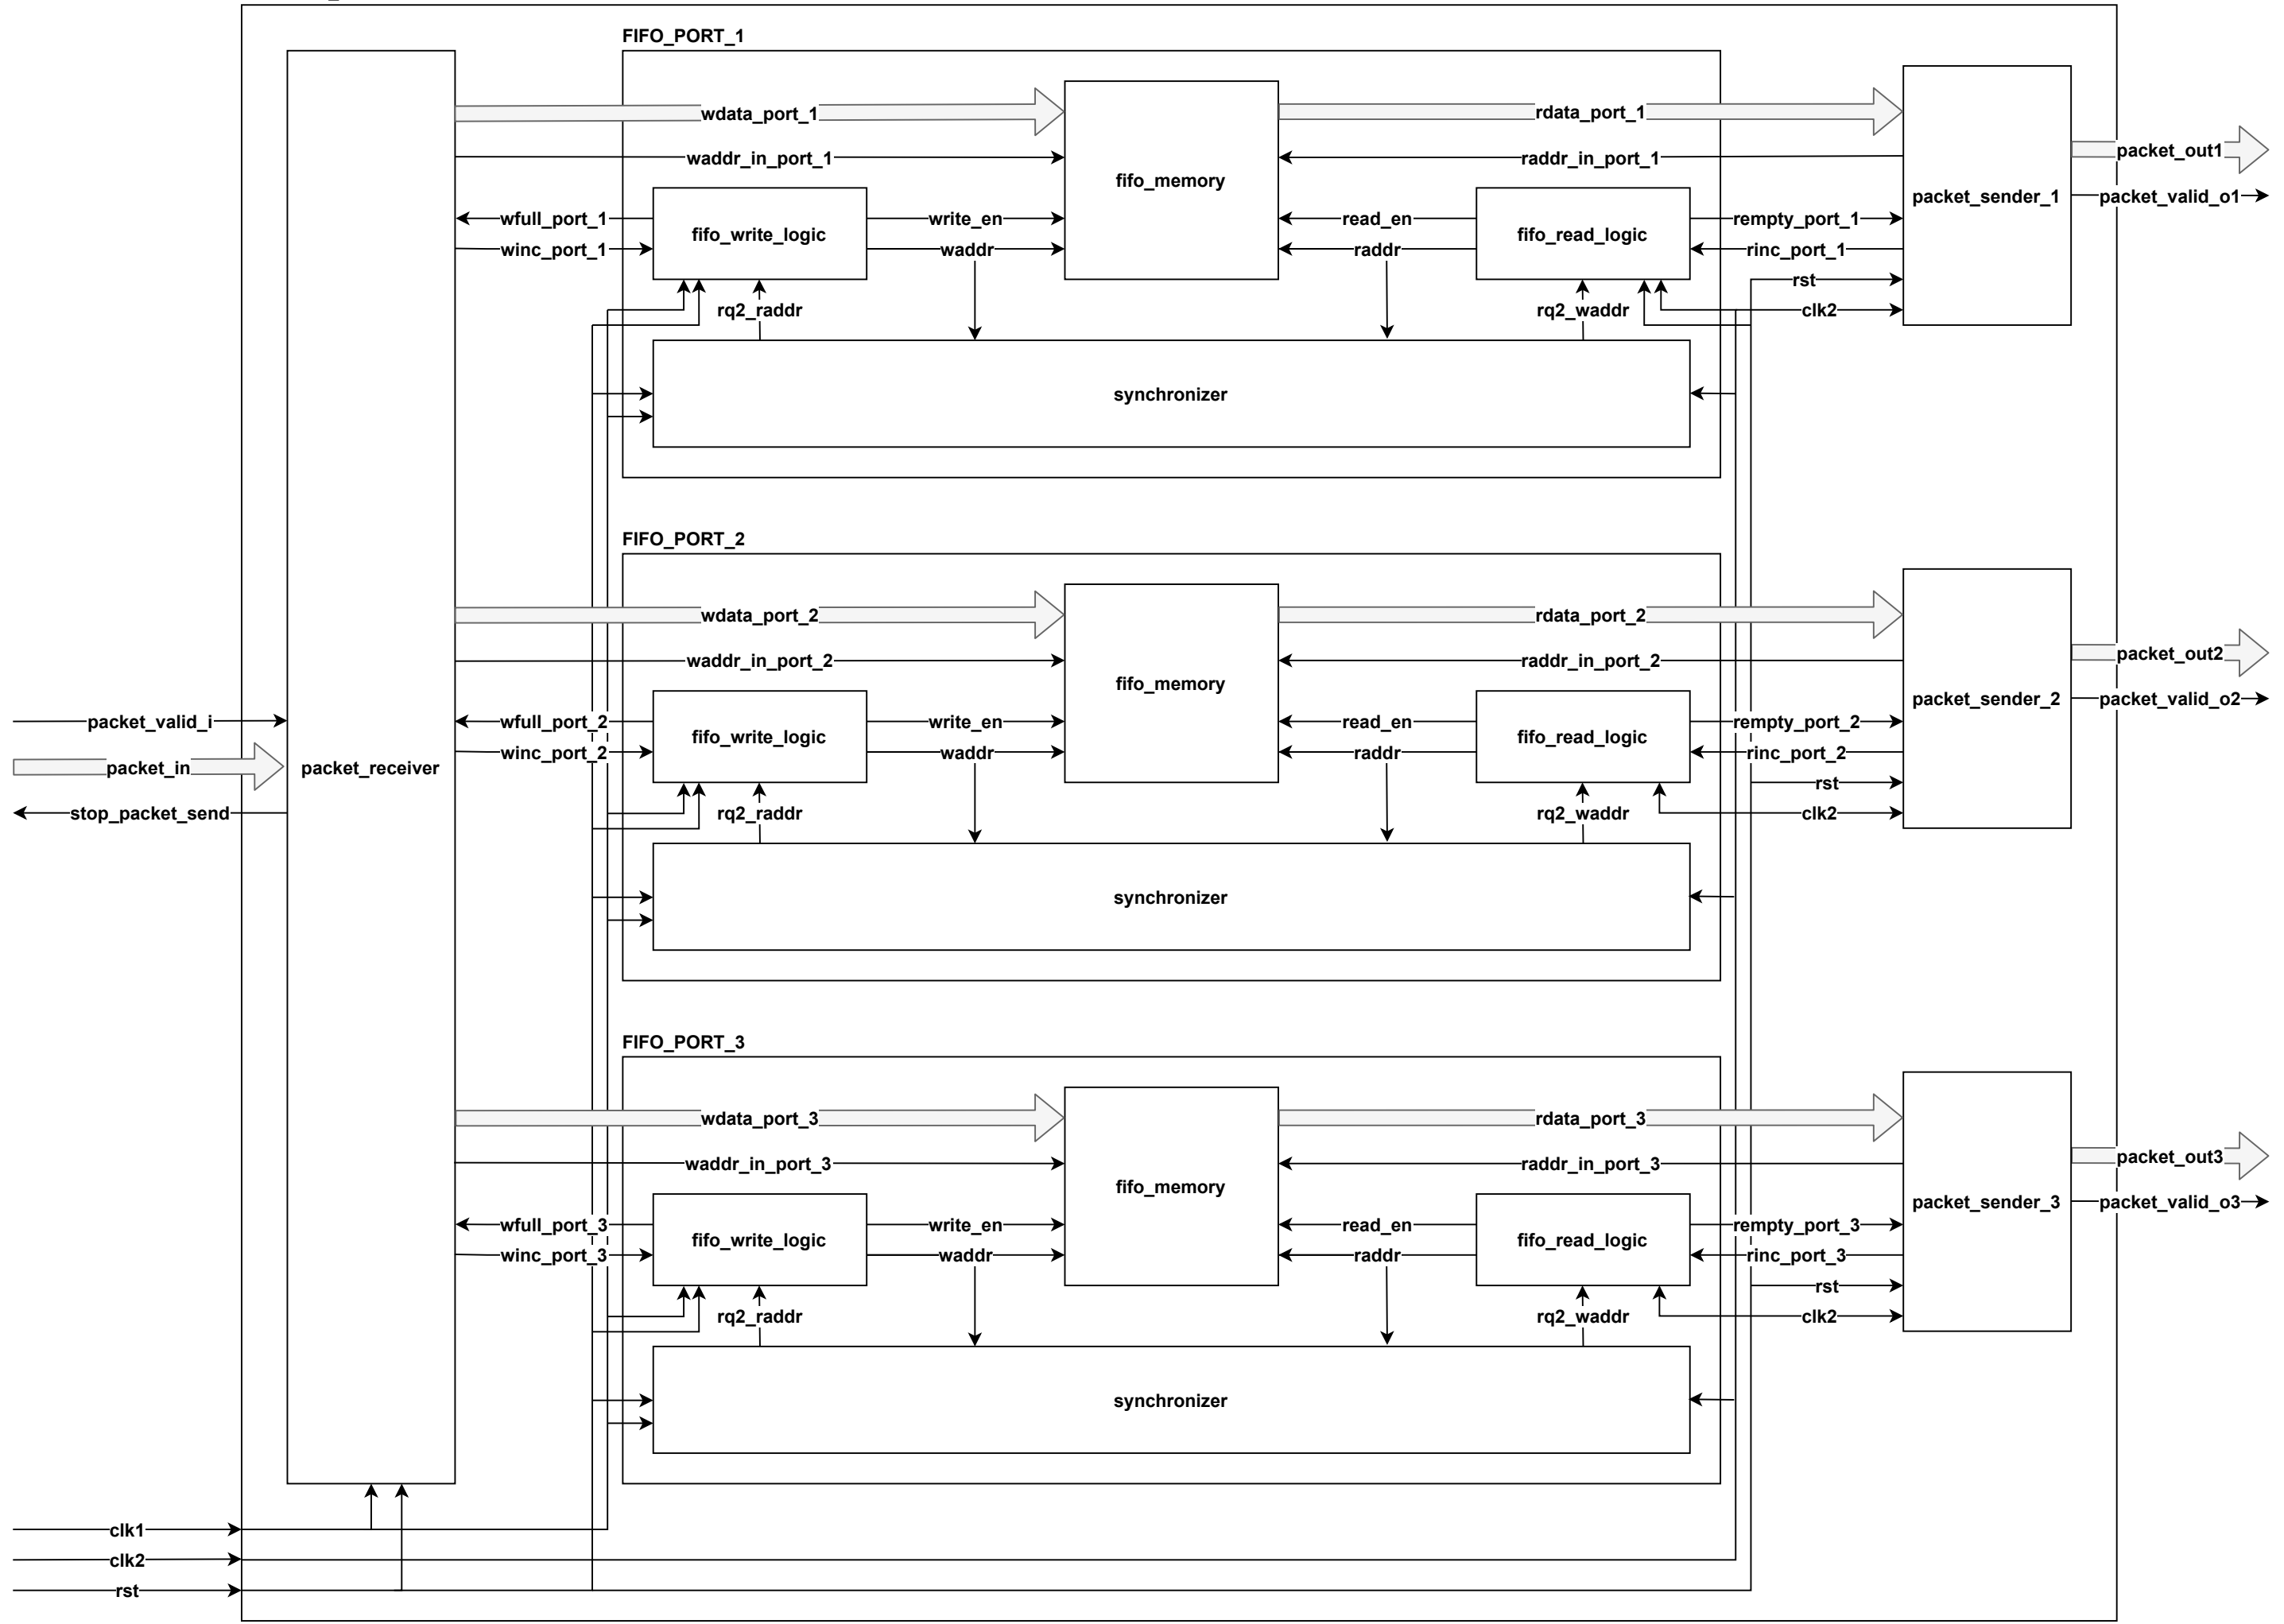 FIFO_PORT_1
wdata_port_1
rdata_port_1
packet_out1
waddr_in_port_1
raddr_in_port_1
fifo_memory
packet_sender_1
packet_valid_o1
wfull_port_1
write_en
read_en
rempty_port_1
fifo_write_logic
fifo_read_logic
winc_port_1
waddr
raddr
rinc_port_1
rst
rq2_raddr
rq2_waddr
clk2
synchronizer
FIFO_PORT_2
wdata_port_2
rdata_port_2
packet_out2
waddr_in_port_2
raddr_in_port_2
fifo_memory
packet_sender_2
packet_valid_o2
packet_valid_i
wfull_port_2
write_en
read_en
rempty_port_2
fifo_write_logic
fifo_read_logic
winc_port_2
waddr
raddr
rinc_port_2
packet_in
packet_receiver
rst
stop_packet_send
rq2_raddr
rq2_waddr
clk2
synchronizer
FIFO_PORT_3
wdata_port_3
rdata_port_3
packet_out3
waddr_in_port_3
raddr_in_port_3
fifo_memory
packet_sender_3
packet_valid_o3
wfull_port_3
write_en
read_en
rempty_port_3
fifo_write_logic
fifo_read_logic
winc_port_3
waddr
raddr
rinc_port_3
rst
rq2_raddr
rq2_waddr
clk2
synchronizer
clk1
clk2
rst